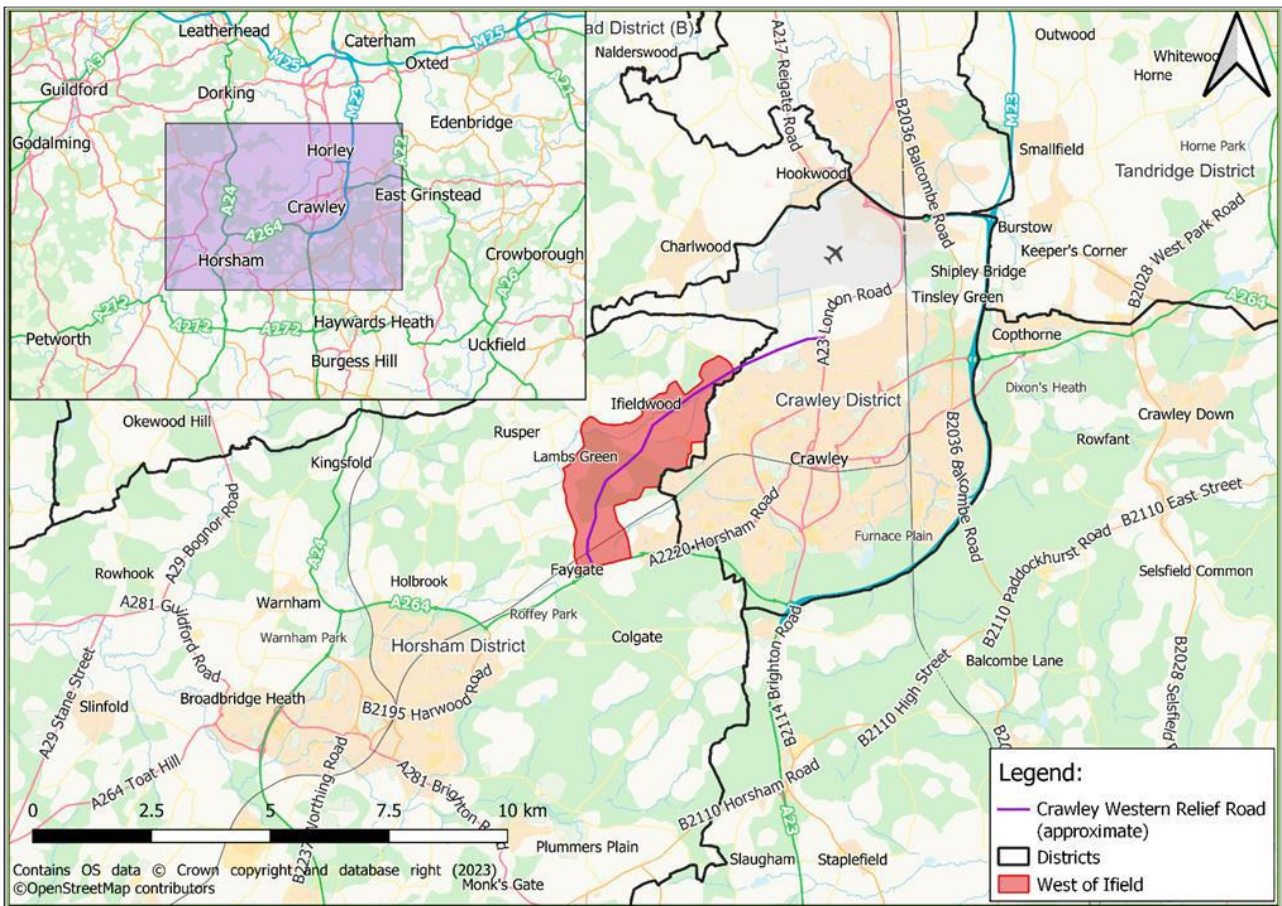 Leatherhead
M25
Caterham
Oxted
M25
A3
Guildford
Dorking
M23
A21
Godalming
Edenbridge
Horley
A22
A24
East Grinstead
Crawley
A264
Horsham
Crowborough
A26
A272
A272
A272
Haywards Heath
Petworth
Uckfield
Burgess Hill
ad District (B)
Nalderswood
A217 Reigate Road
Outwood
Whitewoo
Horne
M23
B2036 Balcombe Road
Smallfield
Horne Park
Tandridge District
Hookwood
Burstow
Charlwood
Keeper's Corner
B2028 West Park Road
Shipley Bridge
Tinsley Green
A264
A23 London Road
Copthorne
Dixon's Heath
Ifieldwood
Crawley District
Crawley Down
Okewood Hill
Rusper
Rowfant
B2036 Balcombe Road
Kingsfold
Lambs Green
Crawley
A29 Bognor Road
A2220 Horsham Road
B2110 East Street
Furnace Plain
B2110 Paddockhurst Road
A24
Faygate
Rowhook
Holbrook
Selsfield Common
A281 Guildford Road
Warnham
A264
Roffey Park
Warnham Park
Colgate
Horsham District
B2114 Brighton Road
Balcombe Lane
B2028 Selsfield
A29 Stane Street
Slinfold
Broadbridge Heath
B2195 Harwood Road
B2110 High Street
A264 Toat Hill
A281 Brighton R
B2110 Horsham Road
B2237 Worthing Road
A23
Plummers Plain
Slaugham
Staplefield
Monk's Gate
0 2.5 5 7.5 10 km
Contains OS data © Crown copyright and database right (2023)
©OpenStreetMap contributors
Legend:
Crawley Western Relief Road
(approximate)
Districts
West of Ifield